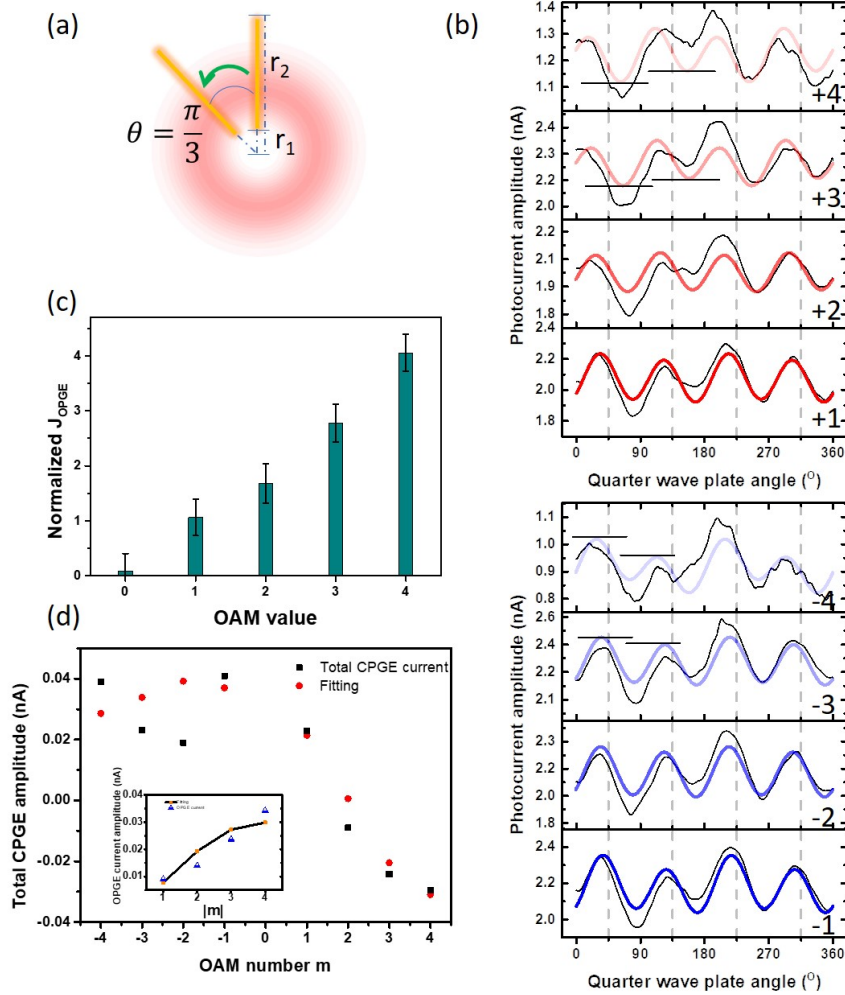 (a)
r2
r1
θ = π/3
(b)
Photocurrent amplitude (nA)
1.4
1.3
1.2
1.1
+4
2.4
2.3
2.2
2.0
+3
2.2
2.1
1.9
1.8
+2
2.4
2.2
2.1
1.9
1.8
+1
0 90 180 270 360
Quarter wave plate angle (O)
Photocurrent amplitude (nA)
1.1
1.0
0.9
0.8
-4
2.6
2.4
2.3
2.1
-3
2.3
2.2
2.0
1.9
-2
2.4
2.3
2.1
2.0
-1
0 90 180 270 360
Quarter wave plate angle (O)
(c)
Normalized JOPGE
4
3
2
1
0
0 1 2 3 4
OAM value
(d)
Total CPGE amplitude (nA)
0.04
0.02
0.00
-0.02
-0.04
Total CPGE current
Fitting
OPGE current amplitude (nA)
0.04
0.03
0.02
0.01
Fitting
OPGE current
1 2 3 4
|m|
-4 -3 -2 -1 0 1 2 3 4
OAM number m